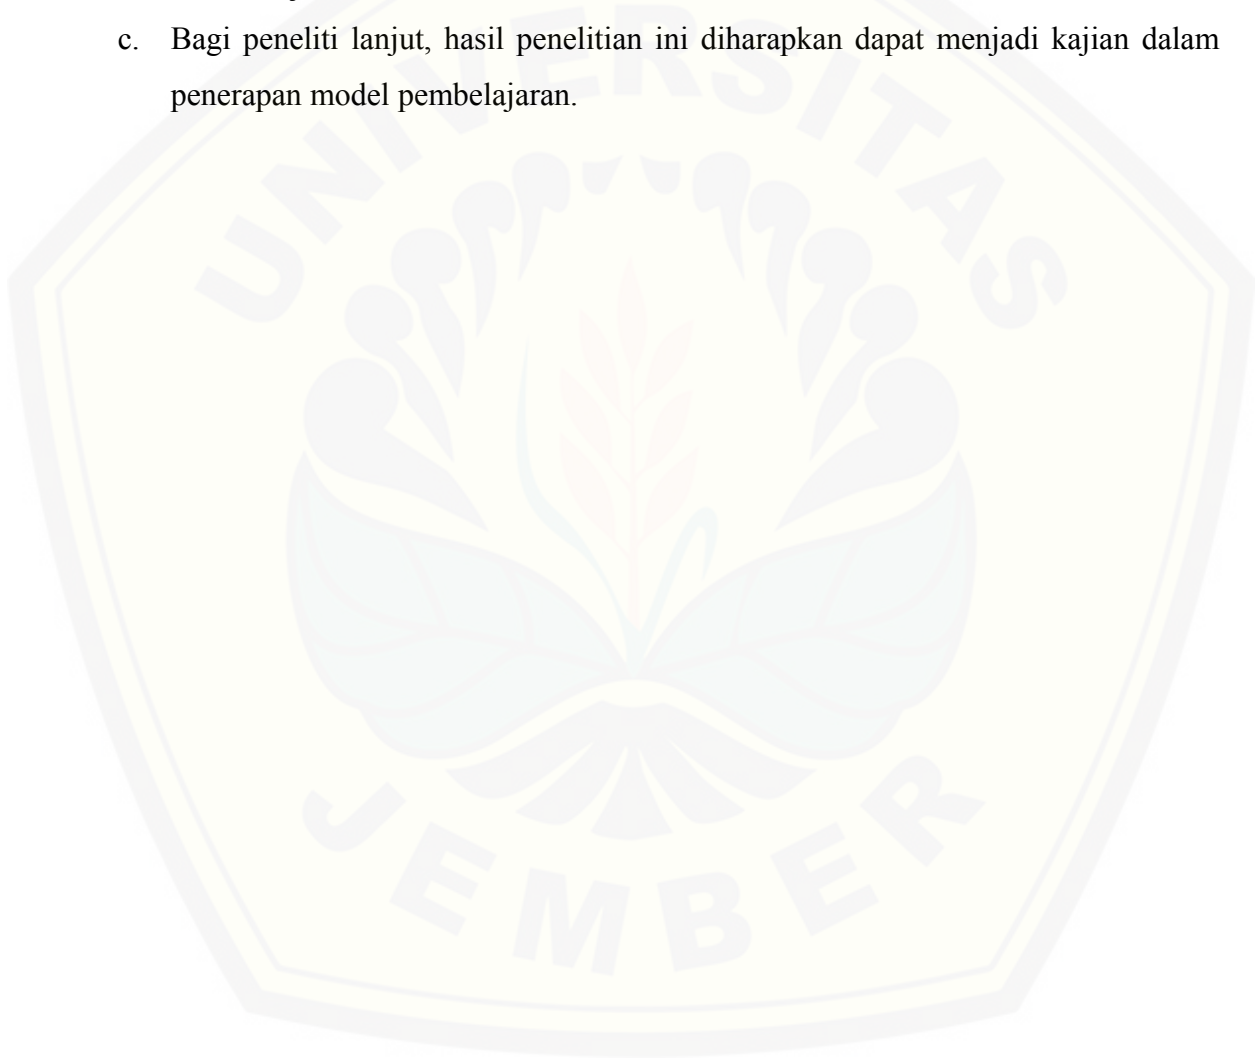 c. Bagi peneliti lanjut, hasil penelitian ini diharapkan dapat menjadi kajian dalam
penerapan model pembelajaran.
UNIVERSITAS
JEMBER